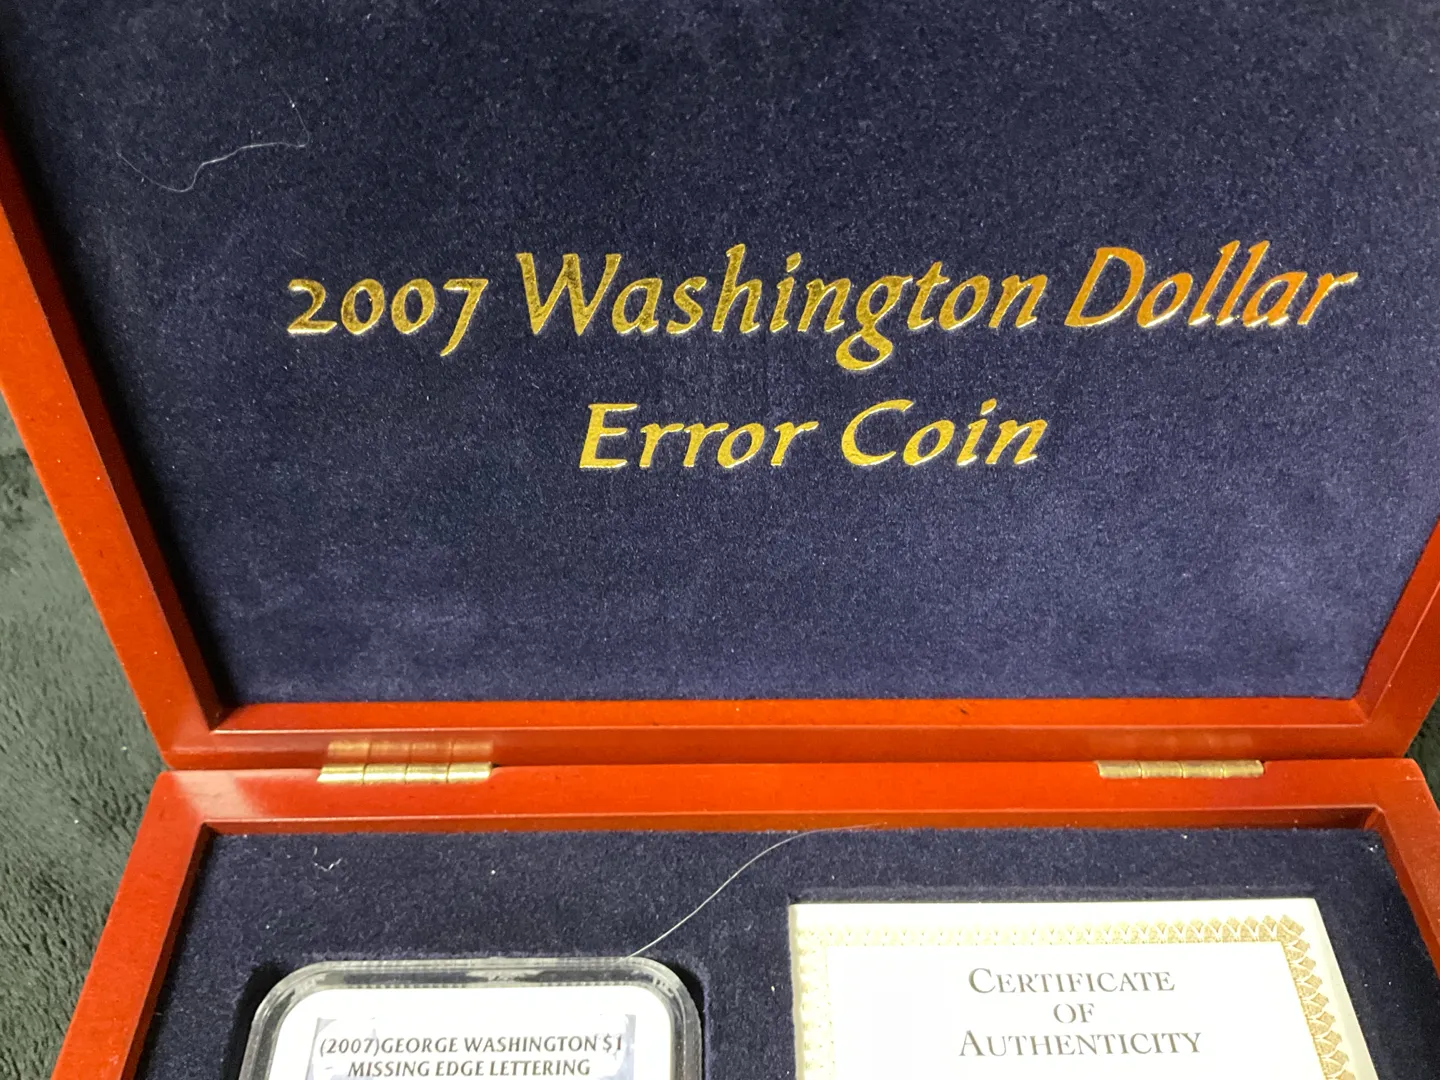 2007 Washington Dollar
Error Coin
(2007)GEORGE WASHINGTON $1
MISSING EDGE LETTERING
CERTIFICATE
OF
AUTHENTICITY